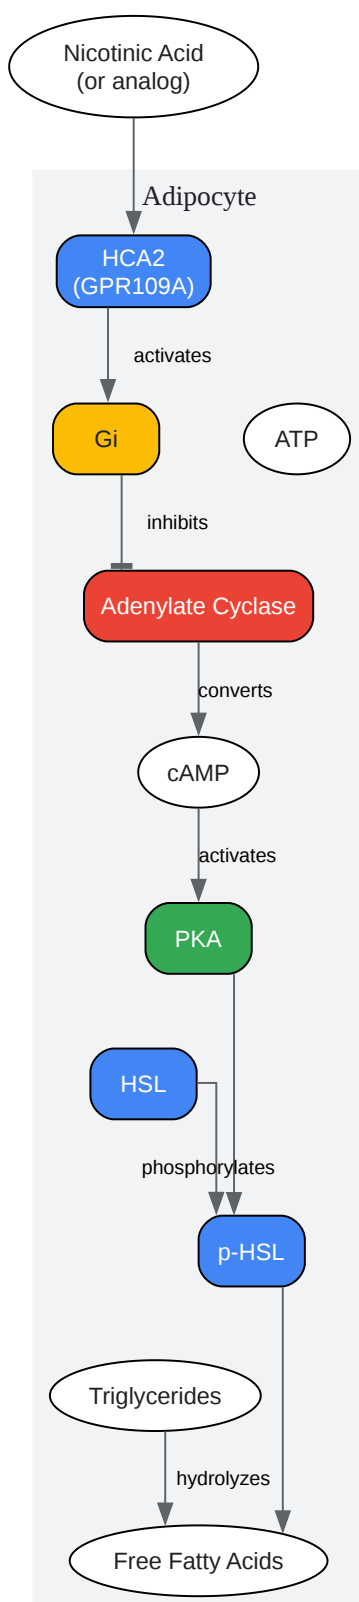 Nicotinic Acid
(or analog)
Adipocyte
HCA2
(GPR109A)
activates
Gi
ATP
inhibits
Adenylate Cyclase
converts
cAMP
activates
PKA
HSL
phosphorylates
p-HSL
Triglycerides
hydrolyzes
Free Fatty Acids